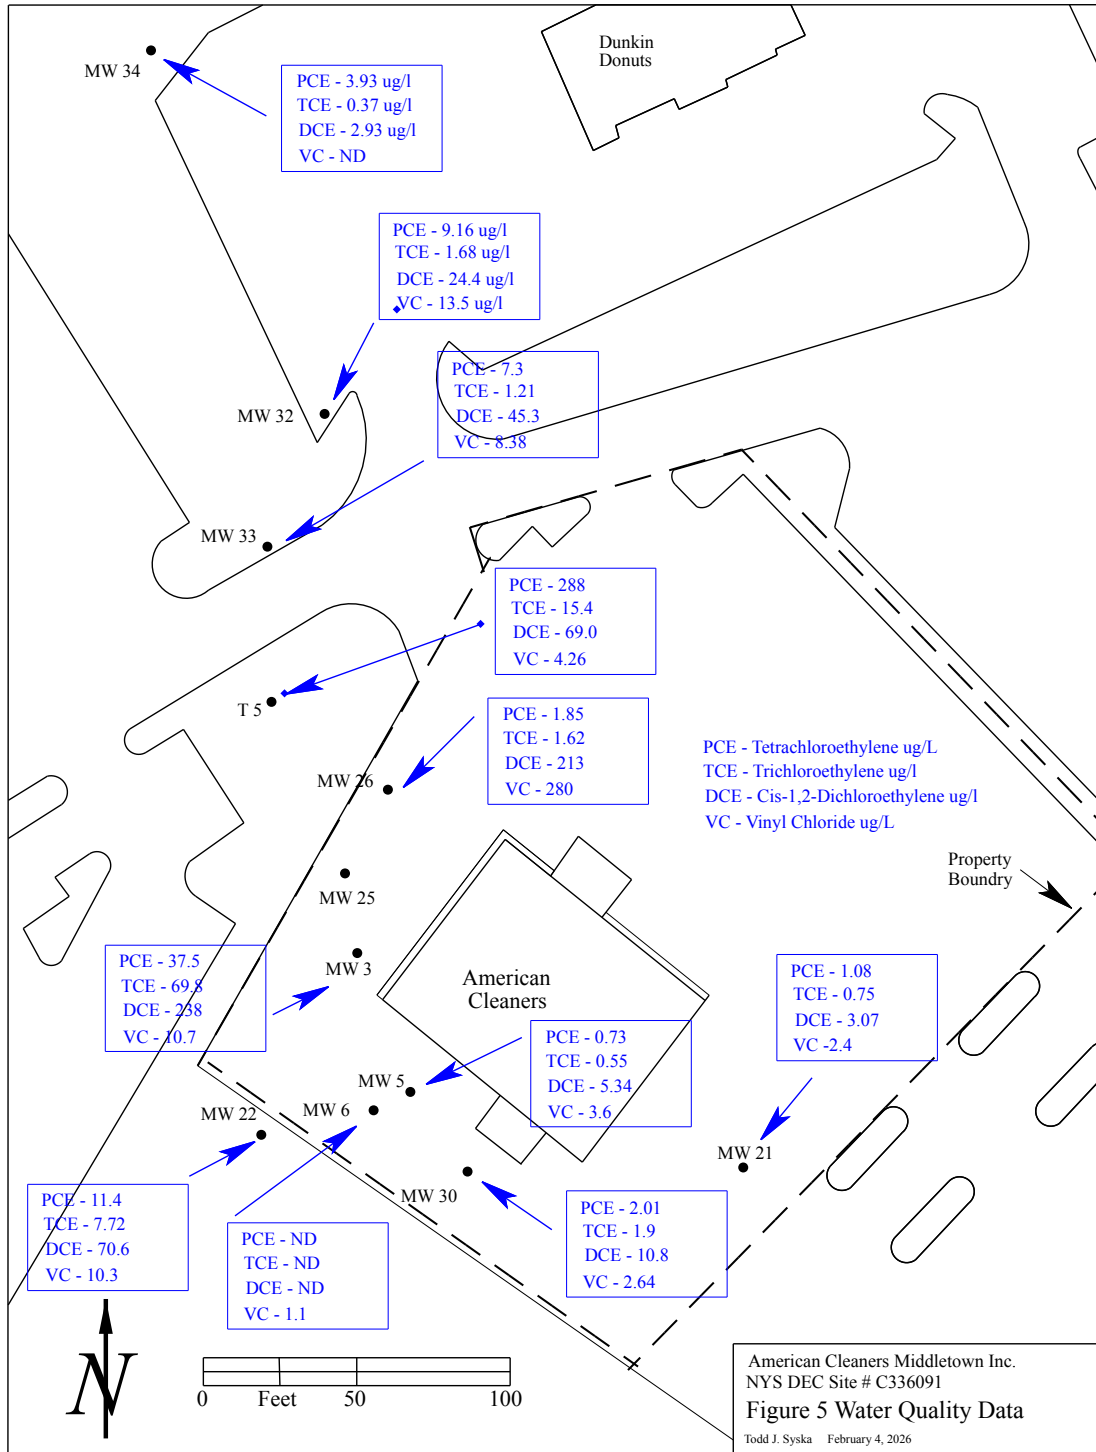 Dunkin
Donuts
MW 34
PCE - 3.93 ug/l
TCE - 0.37 ug/l
DCE - 2.93 ug/l
VC - ND
PCE - 9.16 ug/l
TCE - 1.68 ug/l
DCE - 24.4 ug/l
VC - 13.5 ug/l
MW 32
PCE - 7.3
TCE - 1.21
DCE - 45.3
VC - 8.38
MW 33
PCE - 288
TCE - 15.4
DCE - 69.0
VC - 4.26
T 5
PCE - 1.85
TCE - 1.62
DCE - 213
VC - 280
MW 26
PCE - Tetrachloroethylene ug/L
TCE - Trichloroethylene ug/l
DCE - Cis-1,2-Dichloroethylene ug/l
VC - Vinyl Chloride ug/L
Property
Boundry
MW 25
MW 3
PCE - 37.5
TCE - 69.8
DCE - 238
VC - 10.7
American
Cleaners
PCE - 1.08
TCE - 0.75
DCE - 3.07
VC -2.4
PCE - 0.73
TCE - 0.55
DCE - 5.34
VC - 3.6
MW 5
MW 6
MW 22
MW 21
MW 30
PCE - 11.4
TCE - 7.72
DCE - 70.6
VC - 10.3
PCE - ND
TCE - ND
DCE - ND
VC - 1.1
PCE - 2.01
TCE - 1.9
DCE - 10.8
VC - 2.64
N
0 Feet 50 100
American Cleaners Middletown Inc.
NYS DEC Site # C336091
Figure 5 Water Quality Data
Todd J. Syska February 4, 2026